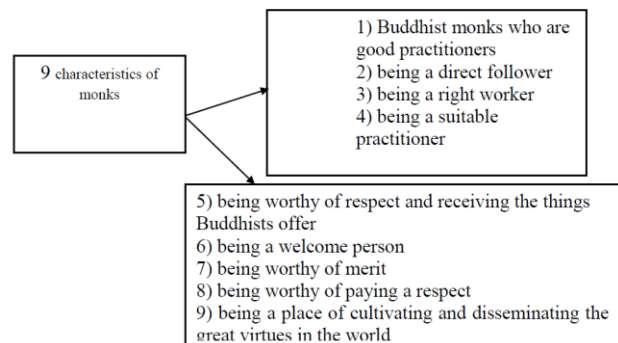 9 characteristics of
monks
1) Buddhist monks who are
good practitioners
2) being a direct follower
3) being a right worker
4) being a suitable
practitioner
5) being worthy of respect and receiving the things
Buddhists offer
6) being a welcome person
7) being worthy of merit
8) being worthy of paying a respect
9) being a place of cultivating and disseminating the
great virtues in the world